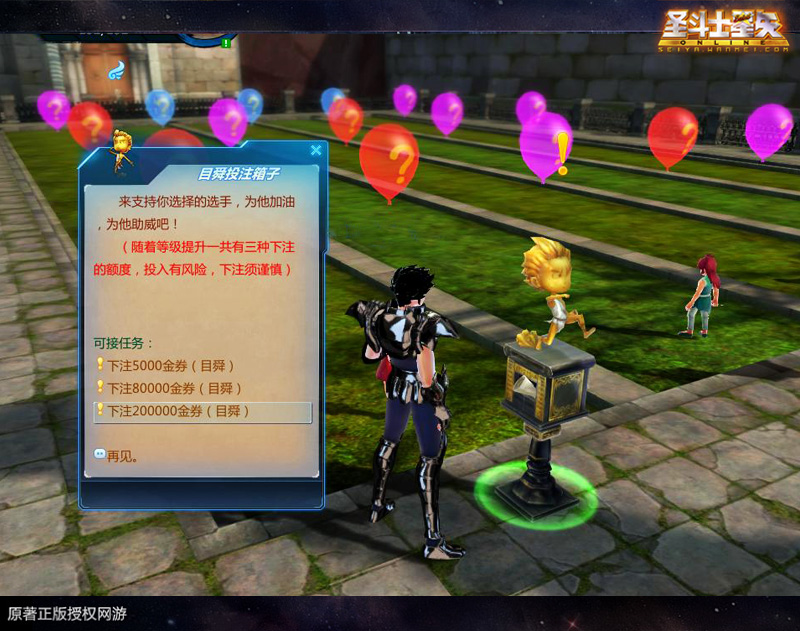 圣斗士星矢
ONLINE
SEIYA.WANMEI.COM
目舜投注箱子
来支持你选择的选手，为他加油
，为他助威吧！
（随着等级提升一共有三种下注
的额度，投入有风险，下注须谨慎）
可接任务：
下注5000金券（目舜）
下注80000金券（目舜）
下注200000金券（目舜）
再见。
原著正版授权网游